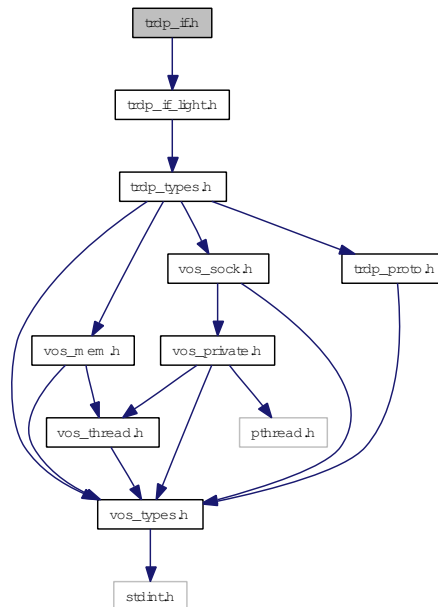 trdp_if.h
trdp_if_light.h
trdp_types.h
vos_sock.h
trdp_proto.h
vos_mem.h
vos_private.h
vos_thread.h
pthread.h
vos_types.h
stdint.h